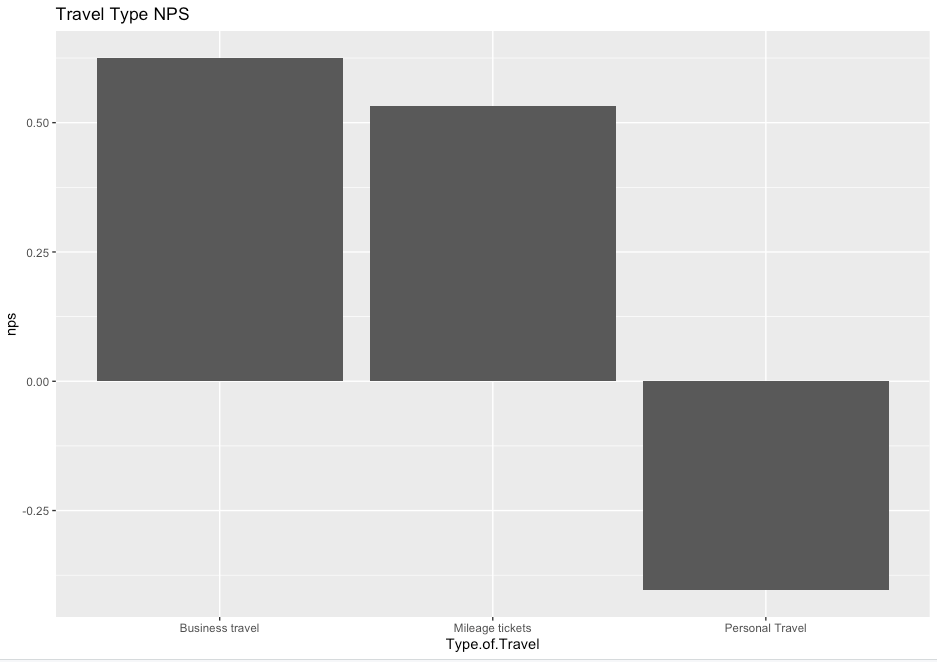 Travel Type NPS
0.50
0.25
nps
0.00
-0.25
Business travel Mileage tickets Personal Travel
Type.of.Travel